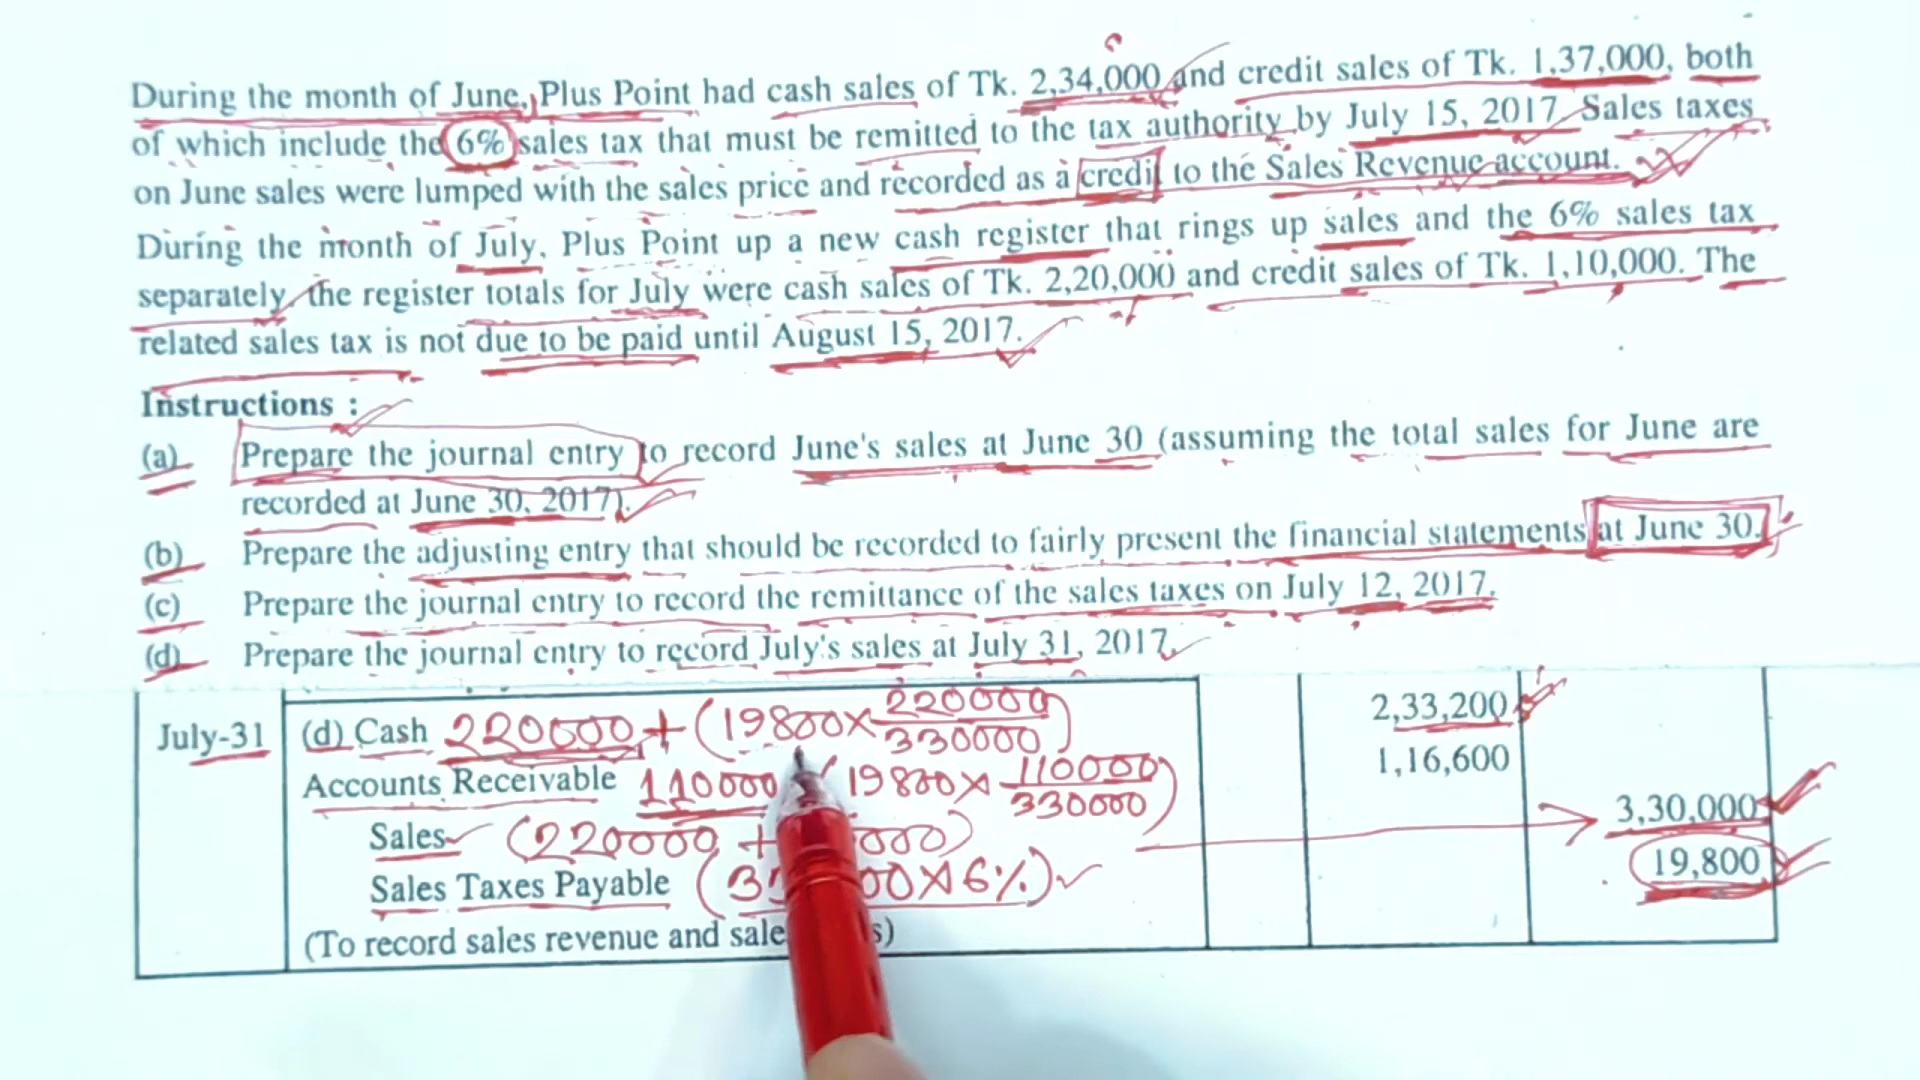 During the month of June, Plus Point had cash sales of Tk. 2,34,000 and credit sales of Tk. 1,37,000, both
of which include the 6% sales tax that must be remitted to the tax authority by July 15, 2017. Sales taxes
on June sales were lumped with the sales price and recorded as a credit to the Sales Revenue account.
During the month of July, Plus Point up a new cash register that rings up sales and the 6% sales tax
separately, the register totals for July were cash sales of Tk. 2,20,000 and credit sales of Tk. 1,10,000. The
related sales tax is not due to be paid until August 15, 2017.
Instructions :
(a) Prepare the journal entry to record June's sales at June 30 (assuming the total sales for June are
recorded at June 30, 2017).
(b) Prepare the adjusting entry that should be recorded to fairly present the financial statements at June 30.
(c) Prepare the journal entry to record the remittance of the sales taxes on July 12, 2017.
(d) Prepare the journal entry to record July's sales at July 31, 2017.
July-31 (d) Cash 220000 + (19800 × 220000/330000) 2,33,200
Accounts Receivable 110000 (19800 × 110000/330000) 1,16,600
Sales (220000 + 000) 3,30,000
Sales Taxes Payable (3 00 × 6%) 19,800
(To record sales revenue and sale s)